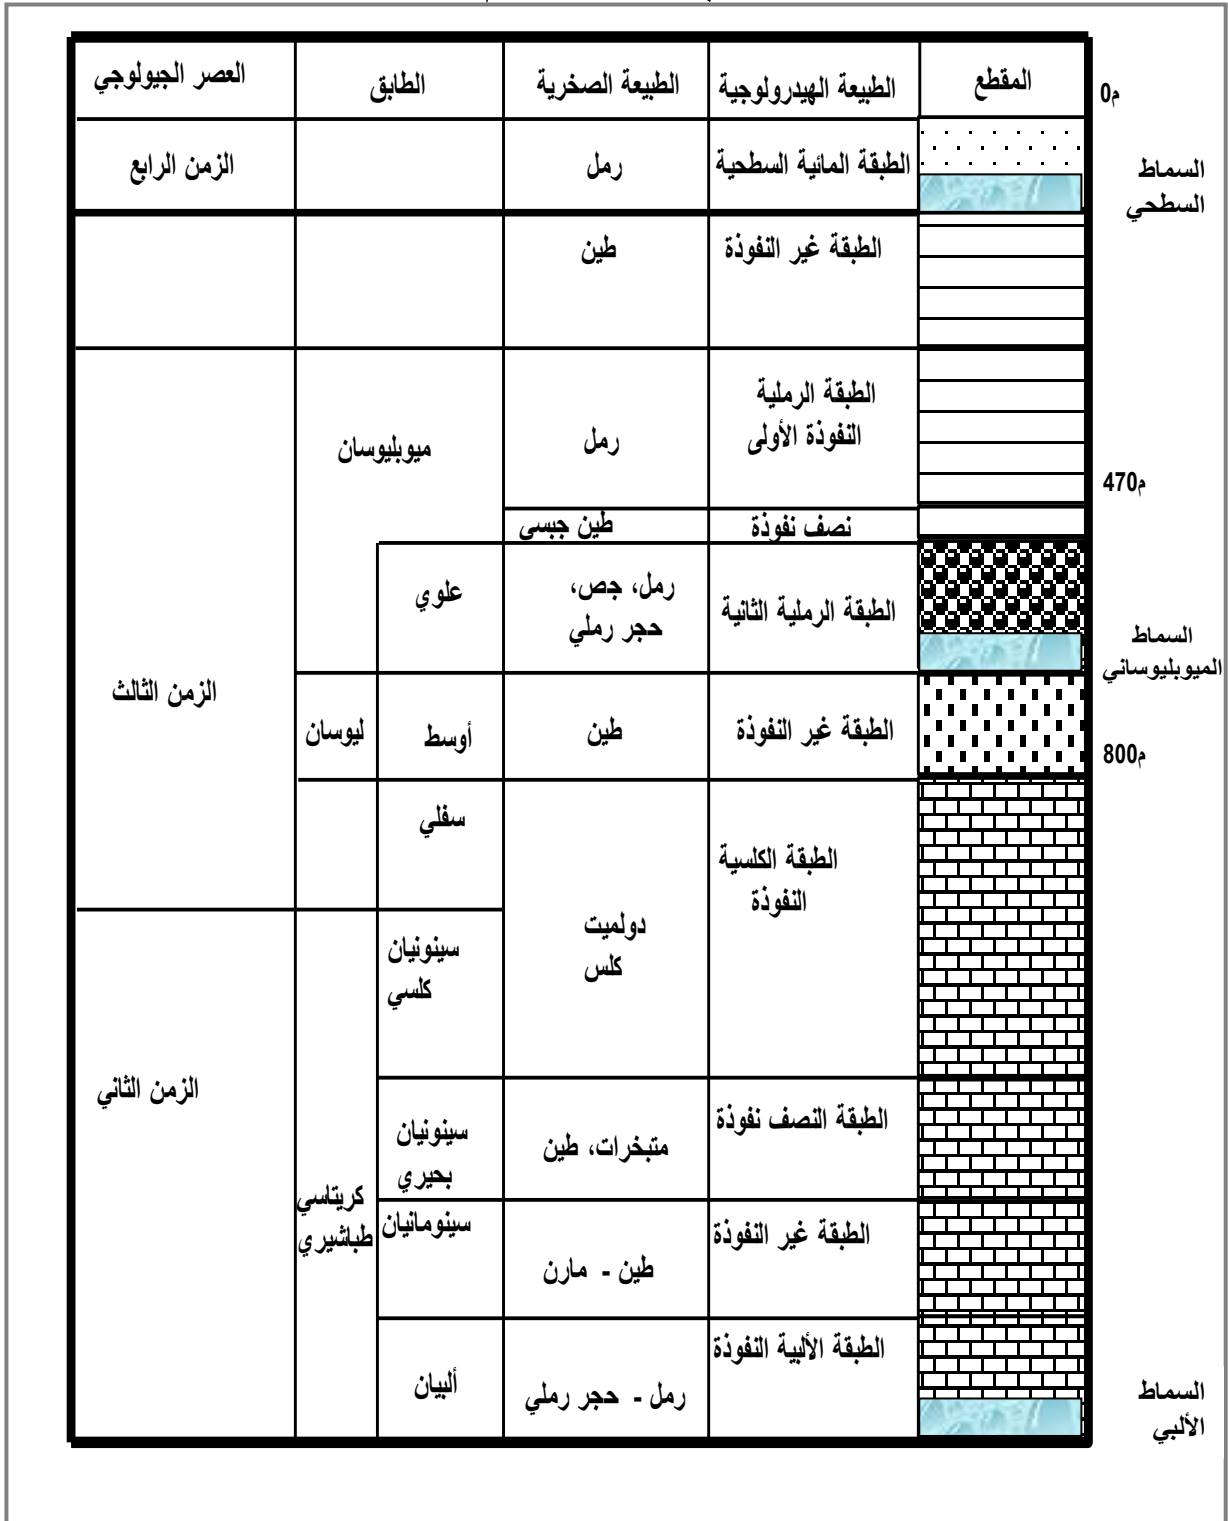 0م
المقطع
الطبيعة الهيدرولوجية
الطبيعة الصخرية
الطابق
العصر الجيولوجي
السماط
السطحي
الطبقة المائية السطحية
رمل
الزمن الرابع
الطبقة غير النفوذة
طين
الطبقة الرملية
النفوذة الأولى
رمل
ميوبليوسان
470م
نصف نفوذة
طين جبسي
الطبقة الرملية الثانية
رمل، جص،
حجر رملي
علوي
السماط
الميوبليوساني
الزمن الثالث
الطبقة غير النفوذة
طين
أوسط
ليوسان
800م
سفلي
الطبقة الكلسية
النفوذة
دولميت
كلس
سينونيان
كلسي
الزمن الثاني
الطبقة النصف نفوذة
متبخرات، طين
سينونيان
بحيري
كريتاسي
طباشيري
الطبقة غير النفوذة
طين - مارن
سينومانيان
الطبقة الألبية النفوذة
رمل - حجر رملي
ألبيان
السماط
الألبي